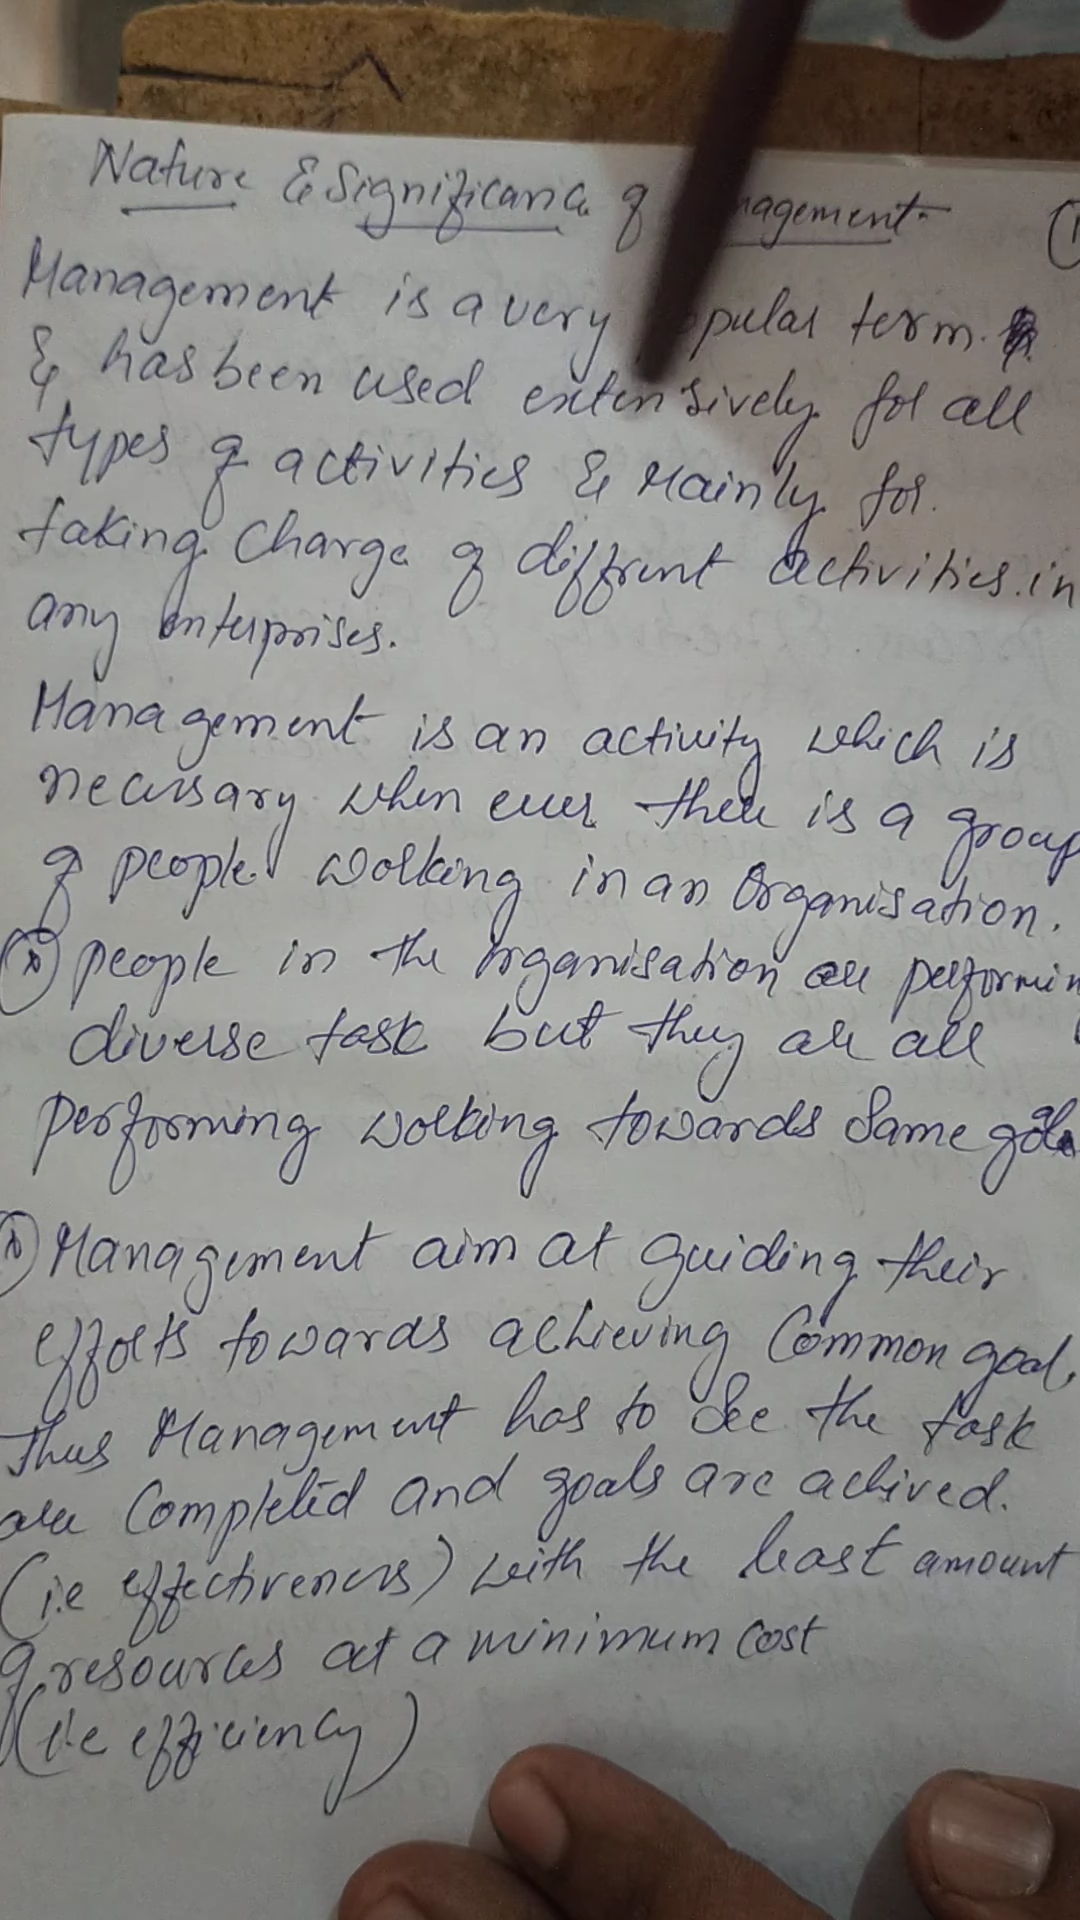 Nature & Significance of nagement
Management is a very pular term.
& has been used extensively for all
types of activities & Mainly for
taking Charge of diffrent activities in
any enterprises.
Management is an activity which is
necessary when ever there is a group
of people working in an Organisation.
people in the organisation are performin
diverse task but they are all
performing working towards Same goal
Management aim at guiding their
efforts towards achieving Common goal,
thus Management has to See the task
are Completed and goals are achived.
(i.e effectiveness) with the least amount
of resources at a minimum Cost
(i.e efficiency)